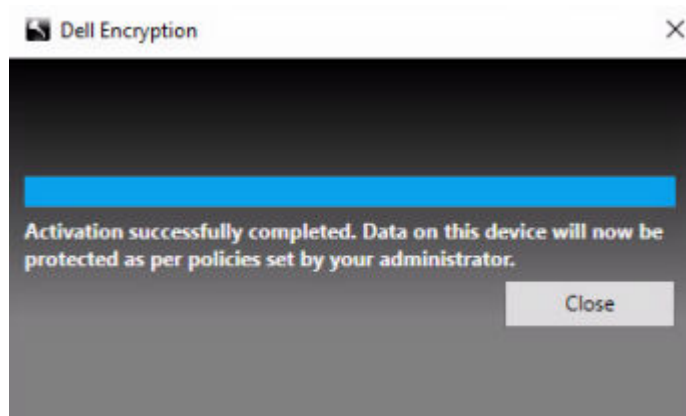 Dell Encryption
Activation successfully completed. Data on this device will now be
protected as per policies set by your administrator.
Close